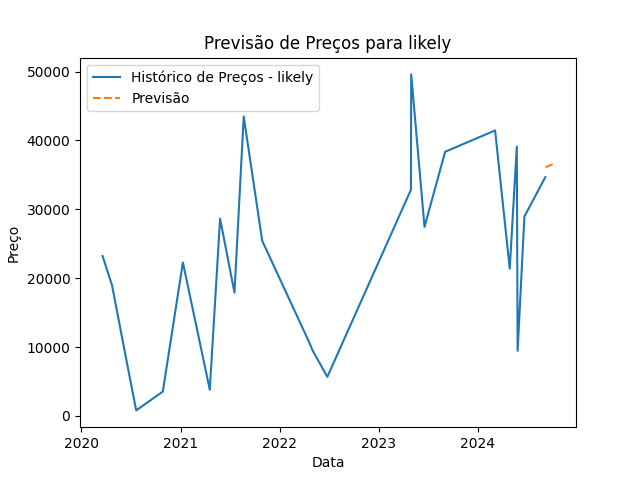 Previsão de Preços para likely
Histórico de Preços - likely
Previsão
50000
40000
30000
20000
10000
0
Preço
2020
2021
2022
2023
2024
Data